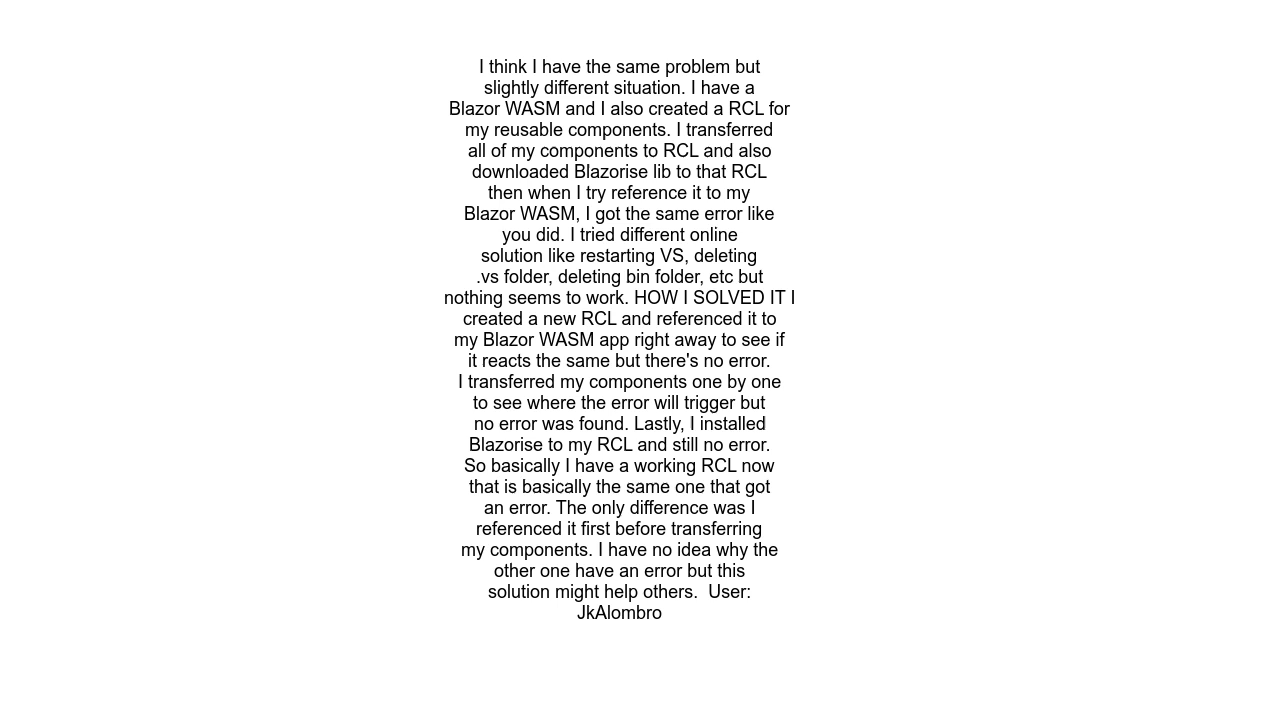 I think I have the same problem but
slightly different situation. I have a
Blazor WASM and I also created a RCL for
my reusable components. I transferred
all of my components to RCL and also
downloaded Blazorise lib to that RCL
then when I try reference it to my
Blazor WASM, I got the same error like
you did. I tried different online
solution like restarting VS, deleting
.vs folder, deleting bin folder, etc but
nothing seems to work. HOW I SOLVED IT I
created a new RCL and referenced it to
my Blazor WASM app right away to see if
it reacts the same but there's no error.
I transferred my components one by one
to see where the error will trigger but
no error was found. Lastly, I installed
Blazorise to my RCL and still no error.
So basically I have a working RCL now
that is basically the same one that got
an error. The only difference was I
referenced it first before transferring
my components. I have no idea why the
other one have an error but this
solution might help others.  User:
JkAlombro